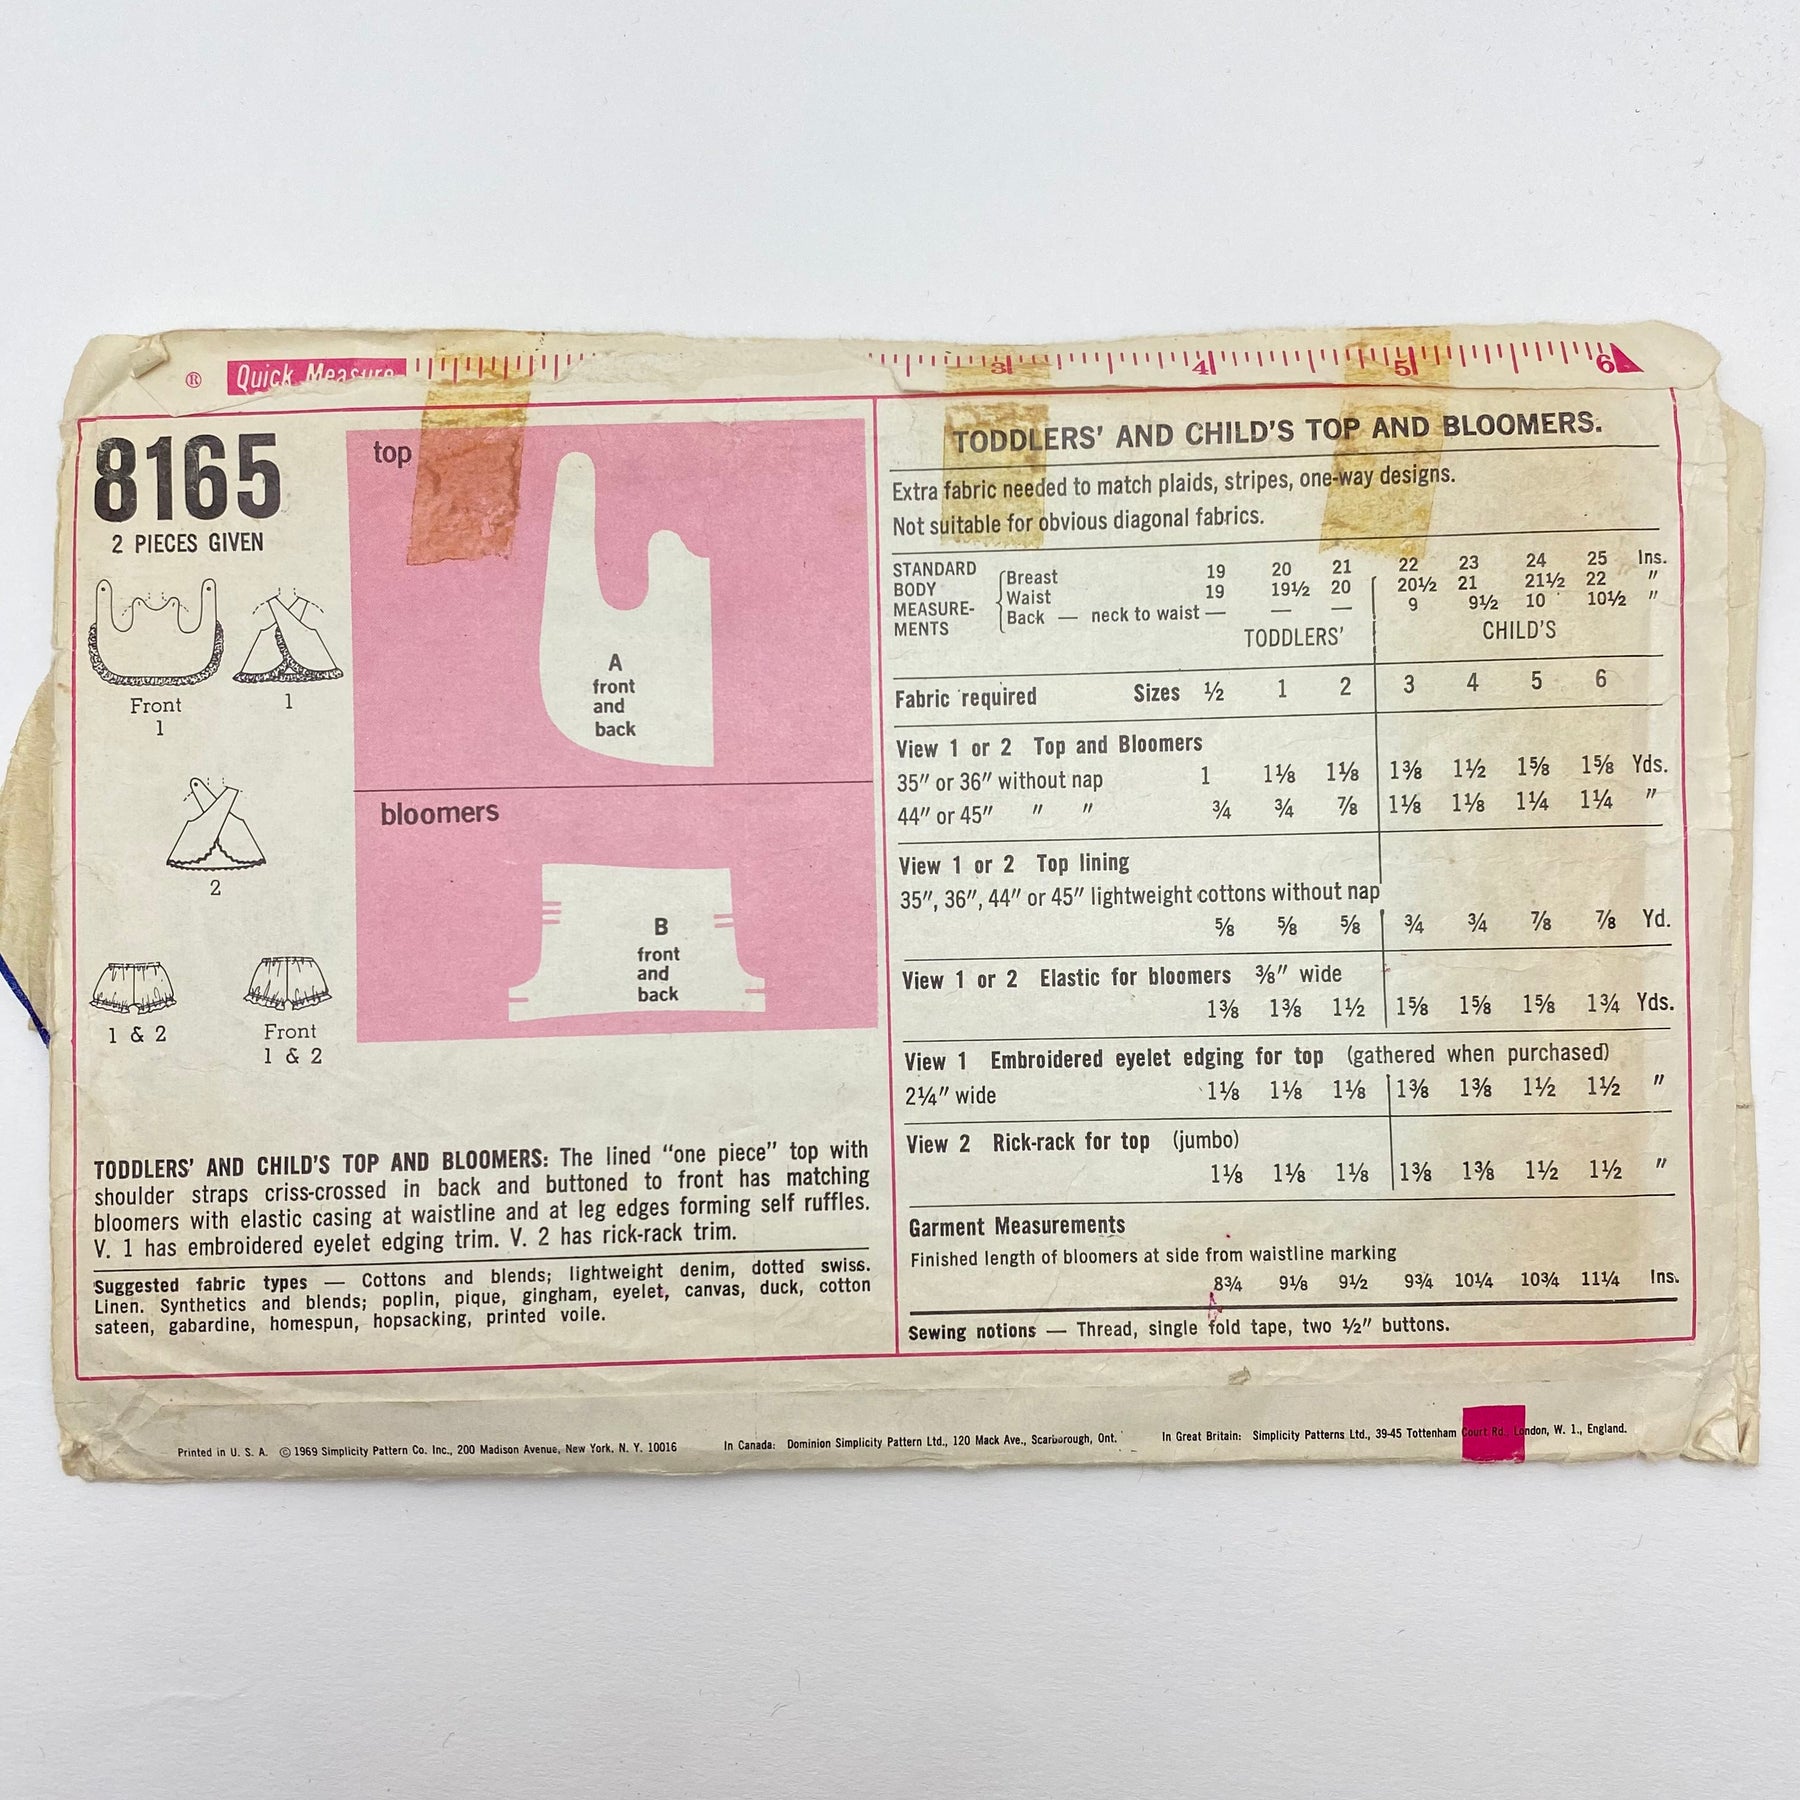 ® Quick Measure 3 4 5 6
8165
2 PIECES GIVEN
Front
1
1
2
1 & 2
Front
1 & 2
top
A
front
and
back
bloomers
B
front
and
back
TODDLERS' AND CHILD'S TOP AND BLOOMERS: The lined "one piece" top with
shoulder straps criss-crossed in back and buttoned to front has matching
bloomers with elastic casing at waistline and at leg edges forming self ruffles.
V. 1 has embroidered eyelet edging trim. V. 2 has rick-rack trim.
Suggested fabric types — Cottons and blends; lightweight denim, dotted swiss.
Linen. Synthetics and blends; poplin, pique, gingham, eyelet, canvas, duck, cotton
sateen, gabardine, homespun, hopsacking, printed voile.
TODDLERS' AND CHILD'S TOP AND BLOOMERS.
Extra fabric needed to match plaids, stripes, one-way designs.
Not suitable for obvious diagonal fabrics.
STANDARD BODY MEASURE-MENTS
Breast 19 20 21 22 23 24 25 Ins.
Waist 19 19½ 20 20½ 21 21½ 22 "
Back — neck to waist — — — 9 9½ 10 10½ "
TODDLERS' CHILD'S
Fabric required Sizes ½ 1 2 3 4 5 6
View 1 or 2 Top and Bloomers
35" or 36" without nap 1 1⅛ 1⅛ 1⅜ 1½ 1⅝ 1⅝ Yds.
44" or 45" " " ¾ ¾ ⅞ 1⅛ 1⅛ 1¼ 1¼ "
View 1 or 2 Top lining
35", 36", 44" or 45" lightweight cottons without nap
⅝ ⅝ ⅝ ¾ ¾ ⅞ ⅞ Yd.
View 1 or 2 Elastic for bloomers ⅜" wide
1⅜ 1⅜ 1½ 1⅝ 1⅝ 1⅝ 1¾ Yds.
View 1 Embroidered eyelet edging for top (gathered when purchased)
2¼" wide 1⅛ 1⅛ 1⅛ 1⅜ 1⅜ 1½ 1½ "
View 2 Rick-rack for top (jumbo)
1⅛ 1⅛ 1⅛ 1⅜ 1⅜ 1½ 1½ "
Garment Measurements
Finished length of bloomers at side from waistline marking
8¾ 9⅛ 9½ 9¾ 10¼ 10¾ 11¼ Ins.
Sewing notions — Thread, single fold tape, two ½" buttons.
Printed in U. S. A. © 1969 Simplicity Pattern Co. Inc., 200 Madison Avenue, New York, N. Y. 10016 In Canada: Dominion Simplicity Pattern Ltd., 120 Mack Ave., Scarborough, Ont. In Great Britain: Simplicity Patterns Ltd., 39-45 Tottenham Court Rd., London, W. 1., England.